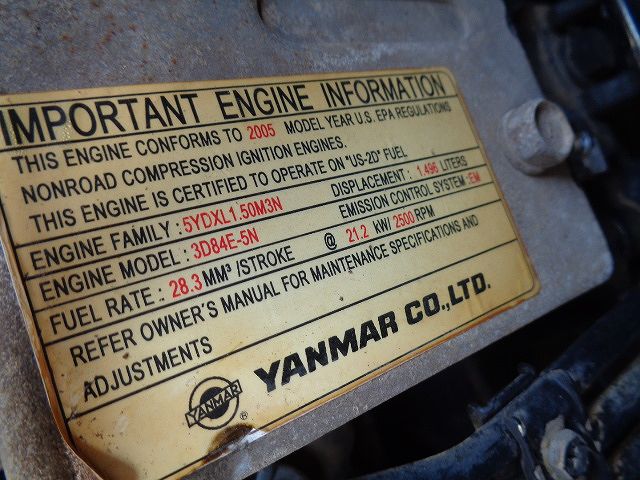 IMPORTANT ENGINE INFORMATION
THIS ENGINE CONFORMS TO 2005 MODEL YEAR U.S. EPA REGULATIONS
NONROAD COMPRESSION IGNITION ENGINES.
THIS ENGINE IS CERTIFIED TO OPERATE ON "US-2D" FUEL
ENGINE FAMILY : 5YDXL1.50M3N DISPLACEMENT : 1.496 LITERS
ENGINE MODEL : 3D84E-5N EMISSION CONTROL SYSTEM : EM
FUEL RATE : 28.3 MM³ /STROKE @ 21.2 kW/ 2500 RPM
REFER OWNER'S MANUAL FOR MAINTENANCE SPECIFICATIONS AND
ADJUSTMENTS
YANMAR ® YANMAR CO.,LTD.